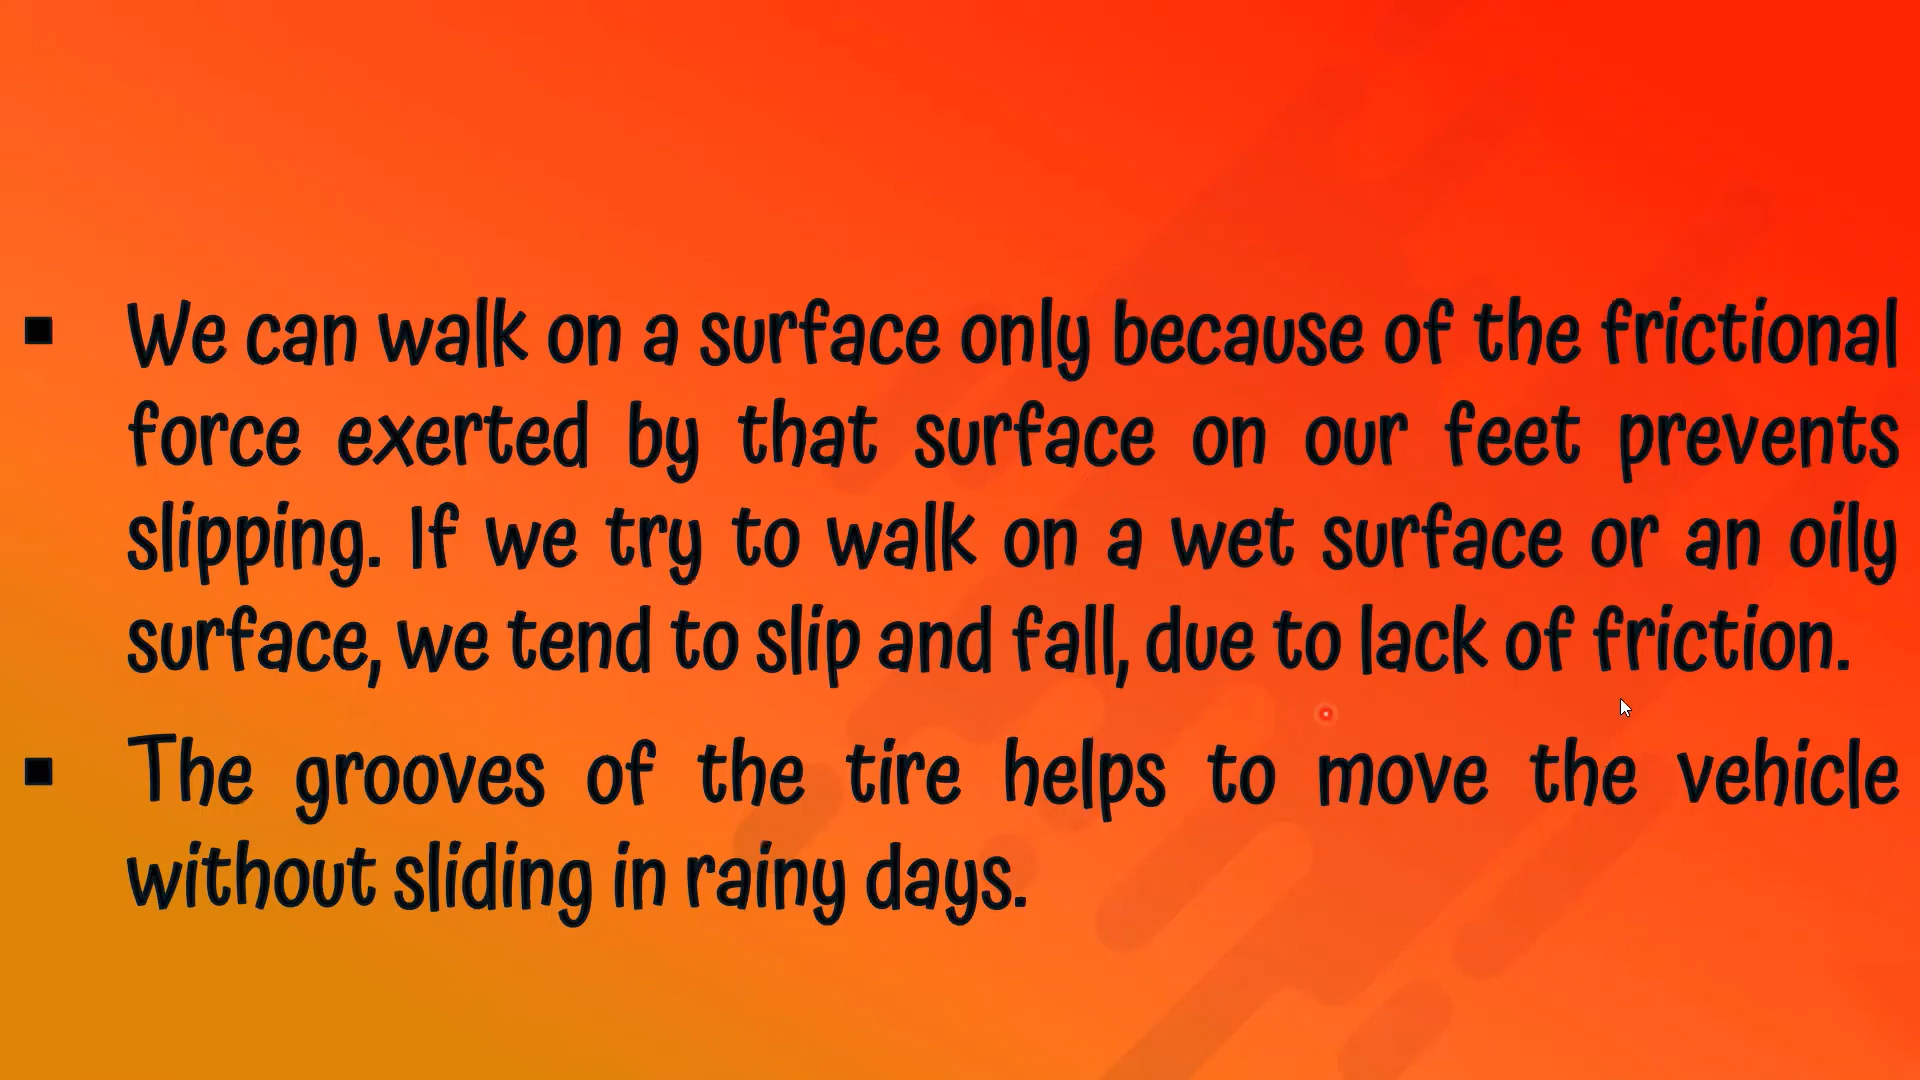 ▪ We can walk on a surface only because of the frictional
force exerted by that surface on our feet prevents
slipping. If we try to walk on a wet surface or an oily
surface, we tend to slip and fall, due to lack of friction.
▪ The grooves of the tire helps to move the vehicle
without sliding in rainy days.